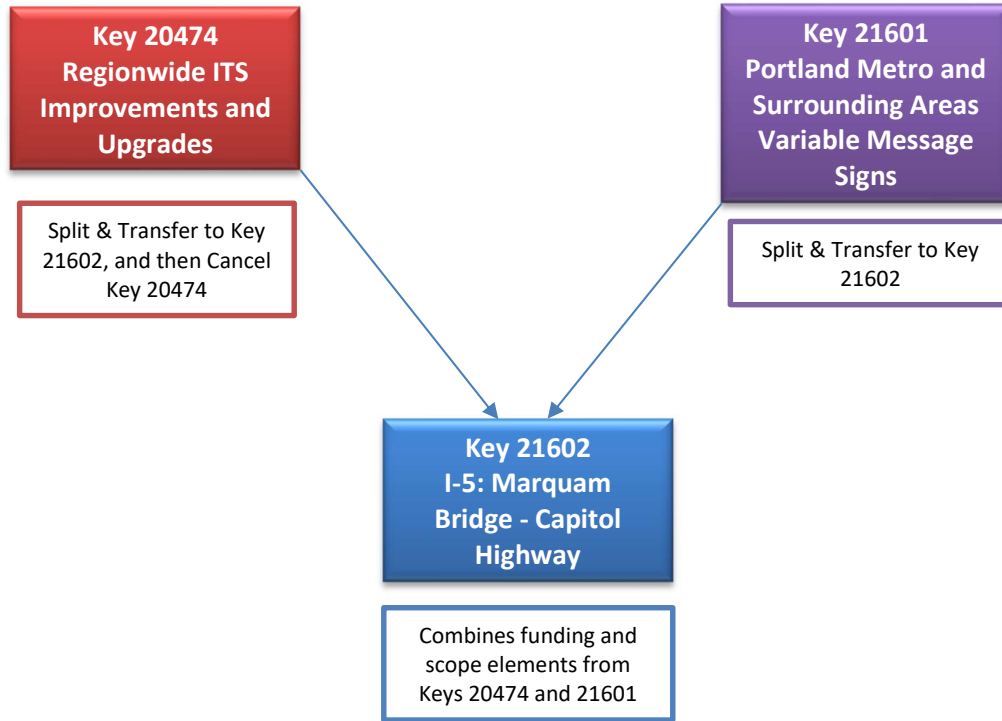 Key 20474
Regionwide ITS
Improvements and
Upgrades
Split & Transfer to Key
21602, and then Cancel
Key 20474
Key 21601
Portland Metro and
Surrounding Areas
Variable Message
Signs
Split & Transfer to Key
21602
Key 21602
I-5: Marquam
Bridge - Capitol
Highway
Combines funding and
scope elements from
Keys 20474 and 21601